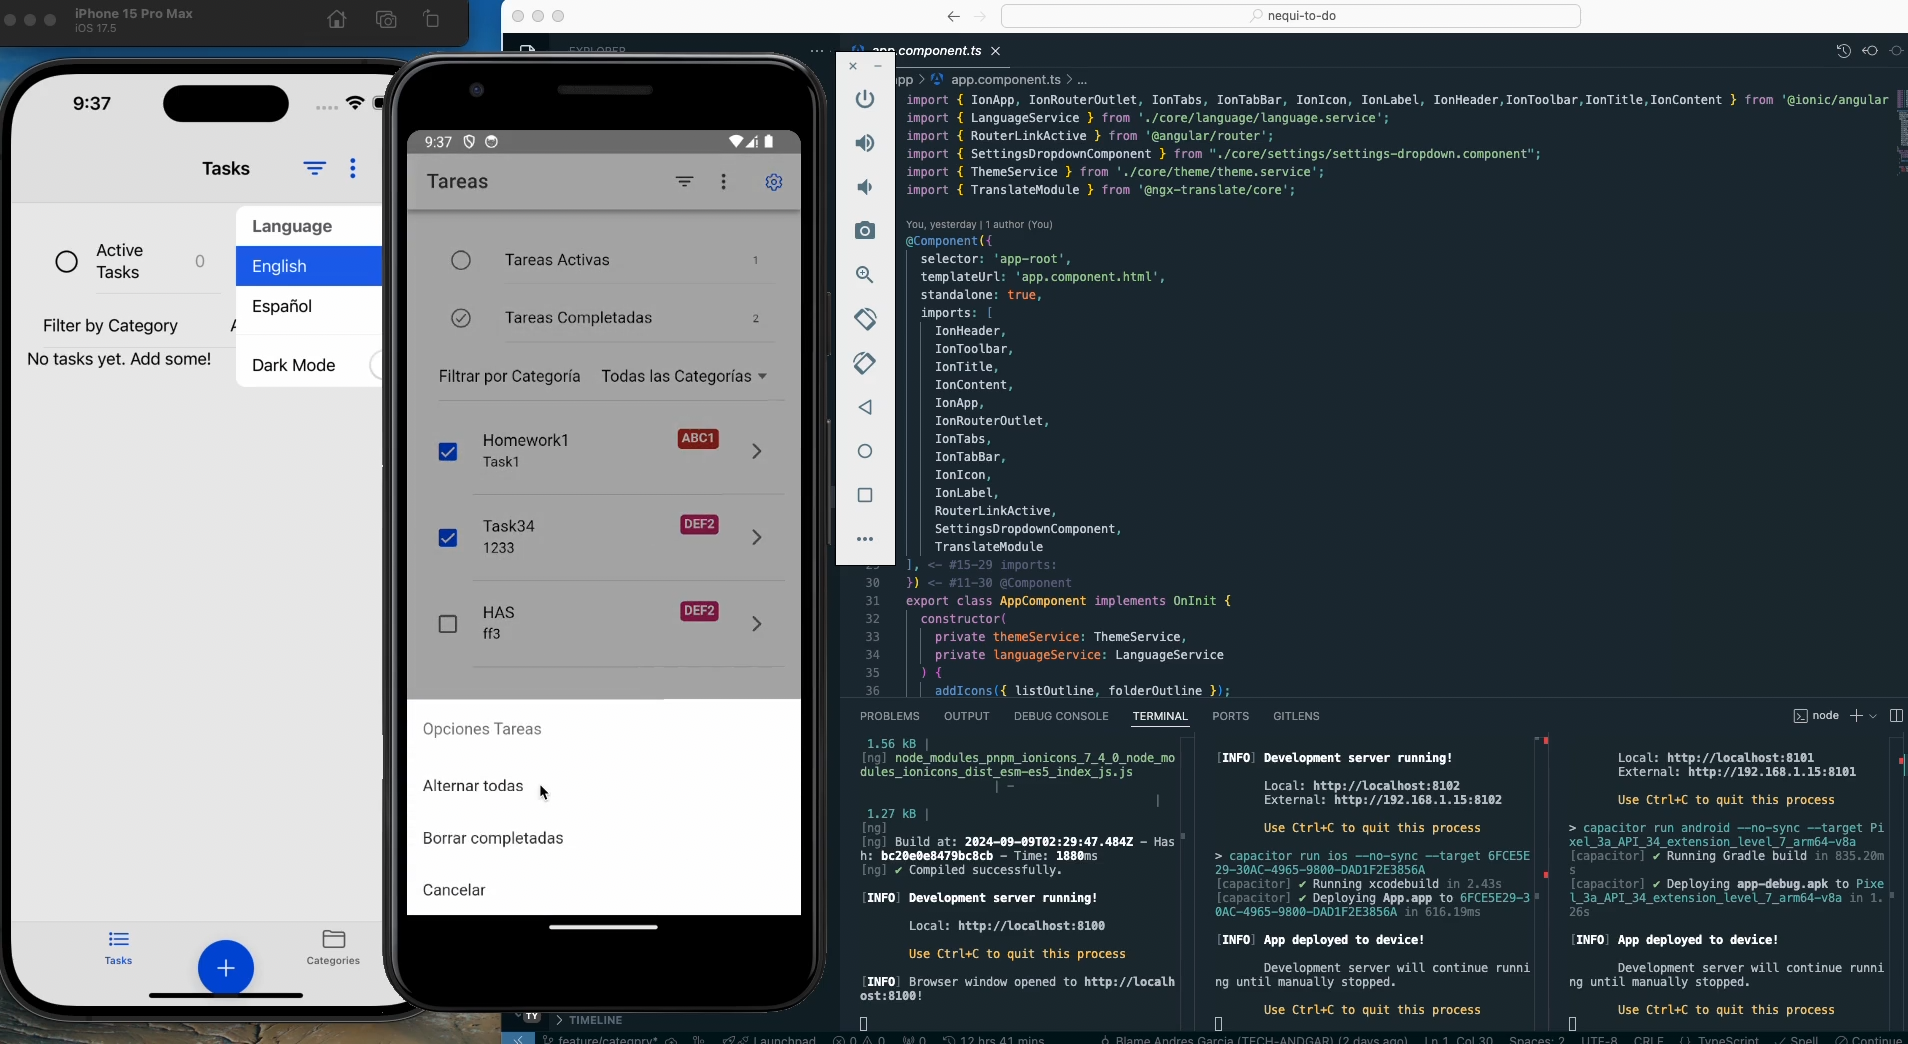 iPhone 15 Pro Max
iOS 17.5
9:37
Tasks
Language
English
Español
Dark Mode
Active
Tasks
0
Filter by Category
No tasks yet. Add some!
Tasks
Categories
9:37
Tareas
Tareas Activas
1
Tareas Completadas
2
Filtrar por Categoría
Todas las Categorías
Homework1
Task1
ABC1
Task34
1233
DEF2
HAS
ff3
DEF2
Opciones Tareas
Alternar todas
Borrar completadas
Cancelar
nequi-to-do
EXPLORER
app.component.ts
app.component.ts > ...
import { IonApp, IonRouterOutlet, IonTabs, IonTabBar, IonIcon, IonLabel, IonHeader,IonToolbar,IonTitle,IonContent } from '@ionic/angular
import { LanguageService } from './core/language/language.service';
import { RouterLinkActive } from '@angular/router';
import { SettingsDropdownComponent } from "./core/settings/settings-dropdown.component";
import { ThemeService } from './core/theme/theme.service';
import { TranslateModule } from '@ngx-translate/core';
You, yesterday | 1 author (You)
@Component({
selector: 'app-root',
templateUrl: 'app.component.html',
standalone: true,
imports: [
IonHeader,
IonToolbar,
IonTitle,
IonContent,
IonApp,
IonRouterOutlet,
IonTabs,
IonTabBar,
IonIcon,
IonLabel,
RouterLinkActive,
SettingsDropdownComponent,
TranslateModule
], <- #15-29 imports:
30 }) <- #11-30 @Component
31 export class AppComponent implements OnInit {
32 constructor(
33 private themeService: ThemeService,
34 private languageService: LanguageService
35 ) {
36 addIcons({ listOutline, folderOutline });
PROBLEMS OUTPUT DEBUG CONSOLE TERMINAL PORTS GITLENS
node
1.56 kB |
[ng] node_modules_pnpm_ionicons_7_4_0_node_mo
dules_ionicons_dist_esm-es5_index_js.js
| -
|
1.27 kB |
[ng]
[ng] Build at: 2024-09-09T02:29:47.484Z - Has
h: bc20e0e8479bc8cb - Time: 1880ms
[ng] ✔ Compiled successfully.
[INFO] Development server running!
Local: http://localhost:8100
Use Ctrl+C to quit this process
[INFO] Browser window opened to http://localh
ost:8100!
[INFO] Development server running!
Local: http://localhost:8102
External: http://192.168.1.15:8102
Use Ctrl+C to quit this process
> capacitor run ios --no-sync --target 6FCE5E
29-30AC-4965-9800-DAD1F2E3856A
[capacitor] ✔ Running xcodebuild in 2.43s
[capacitor] ✔ Deploying App.app to 6FCE5E29-3
0AC-4965-9800-DAD1F2E3856A in 616.19ms
[INFO] App deployed to device!
Development server will continue runni
ng until manually stopped.
Use Ctrl+C to quit this process
Local: http://localhost:8101
External: http://192.168.1.15:8101
Use Ctrl+C to quit this process
> capacitor run android --no-sync --target Pi
xel_3a_API_34_extension_level_7_arm64-v8a
[capacitor] ✔ Running Gradle build in 835.20m
s
[capacitor] ✔ Deploying app-debug.apk to Pixe
l_3a_API_34_extension_level_7_arm64-v8a in 1.
26s
[INFO] App deployed to device!
Development server will continue runni
ng until manually stopped.
Use Ctrl+C to quit this process
TY
> TIMELINE
feature/category* Launchpad 0 0 0 12 hrs 41 mins Blame Andres Garcia (TECH-ANDGAR) (2 days ago) Ln 1, Col 30 Spaces: 2 UTF-8 CRLF {} TypeScript Spell Continue